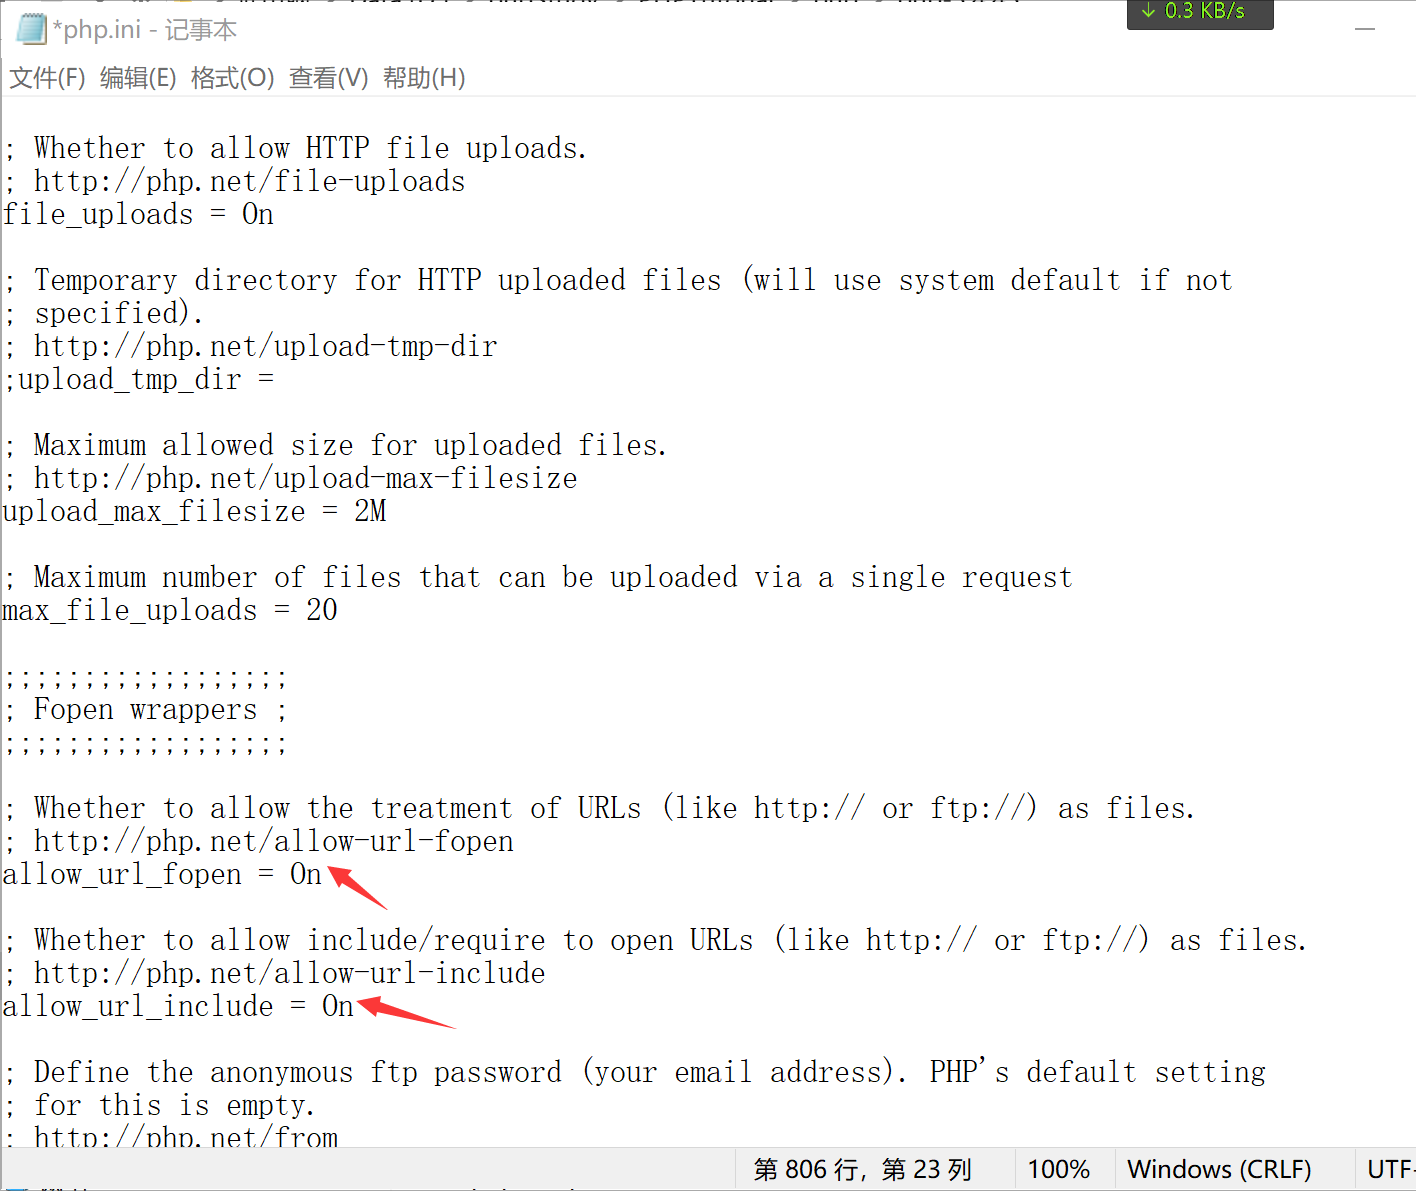 ↓ 0.3 KB/s
*php.ini - 记事本
文件(F) 编辑(E) 格式(O) 查看(V) 帮助(H)
; Whether to allow HTTP file uploads.
; http://php.net/file-uploads
file_uploads = On
; Temporary directory for HTTP uploaded files (will use system default if not
; specified).
; http://php.net/upload-tmp-dir
;upload_tmp_dir =
; Maximum allowed size for uploaded files.
; http://php.net/upload-max-filesize
upload_max_filesize = 2M
; Maximum number of files that can be uploaded via a single request
max_file_uploads = 20
;;;;;;;;;;;;;;;;;;
; Fopen wrappers ;
;;;;;;;;;;;;;;;;;;
; Whether to allow the treatment of URLs (like http:// or ftp://) as files.
; http://php.net/allow-url-fopen
allow_url_fopen = On
; Whether to allow include/require to open URLs (like http:// or ftp://) as files.
; http://php.net/allow-url-include
allow_url_include = On
; Define the anonymous ftp password (your email address). PHP's default setting
; for this is empty.
; http://php.net/from
第 806 行，第 23 列 100% Windows (CRLF) UTF-